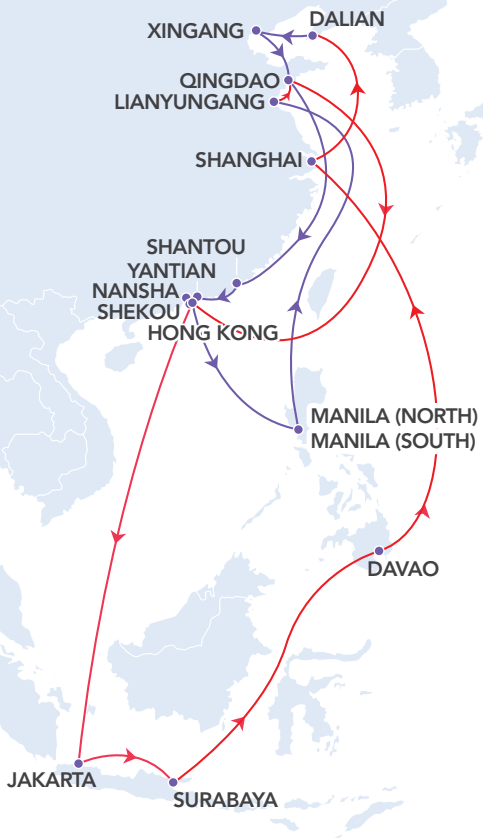 DALIAN
XINGANG
QINGDAO
LIANYUNGANG
SHANGHAI
SHANTOU
YANTIAN
NANSHA
SHEKOU
HONG KONG
MANILA (NORTH)
MANILA (SOUTH)
DAVAO
JAKARTA
SURABAYA